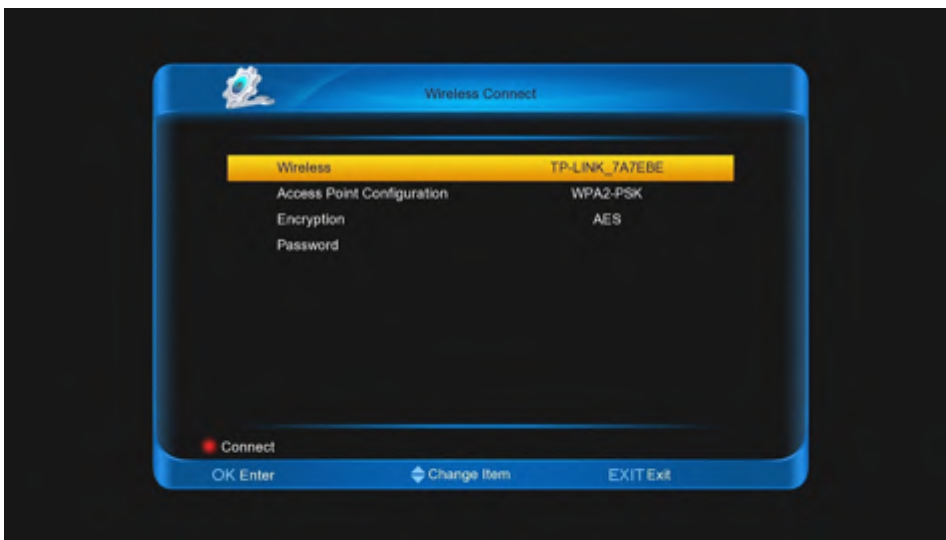 Wireless Connect
Wireless TP-LINK_7A7EBE
Access Point Configuration WPA2-PSK
Encryption AES
Password
Connect
OK Enter Change Item EXIT Exit